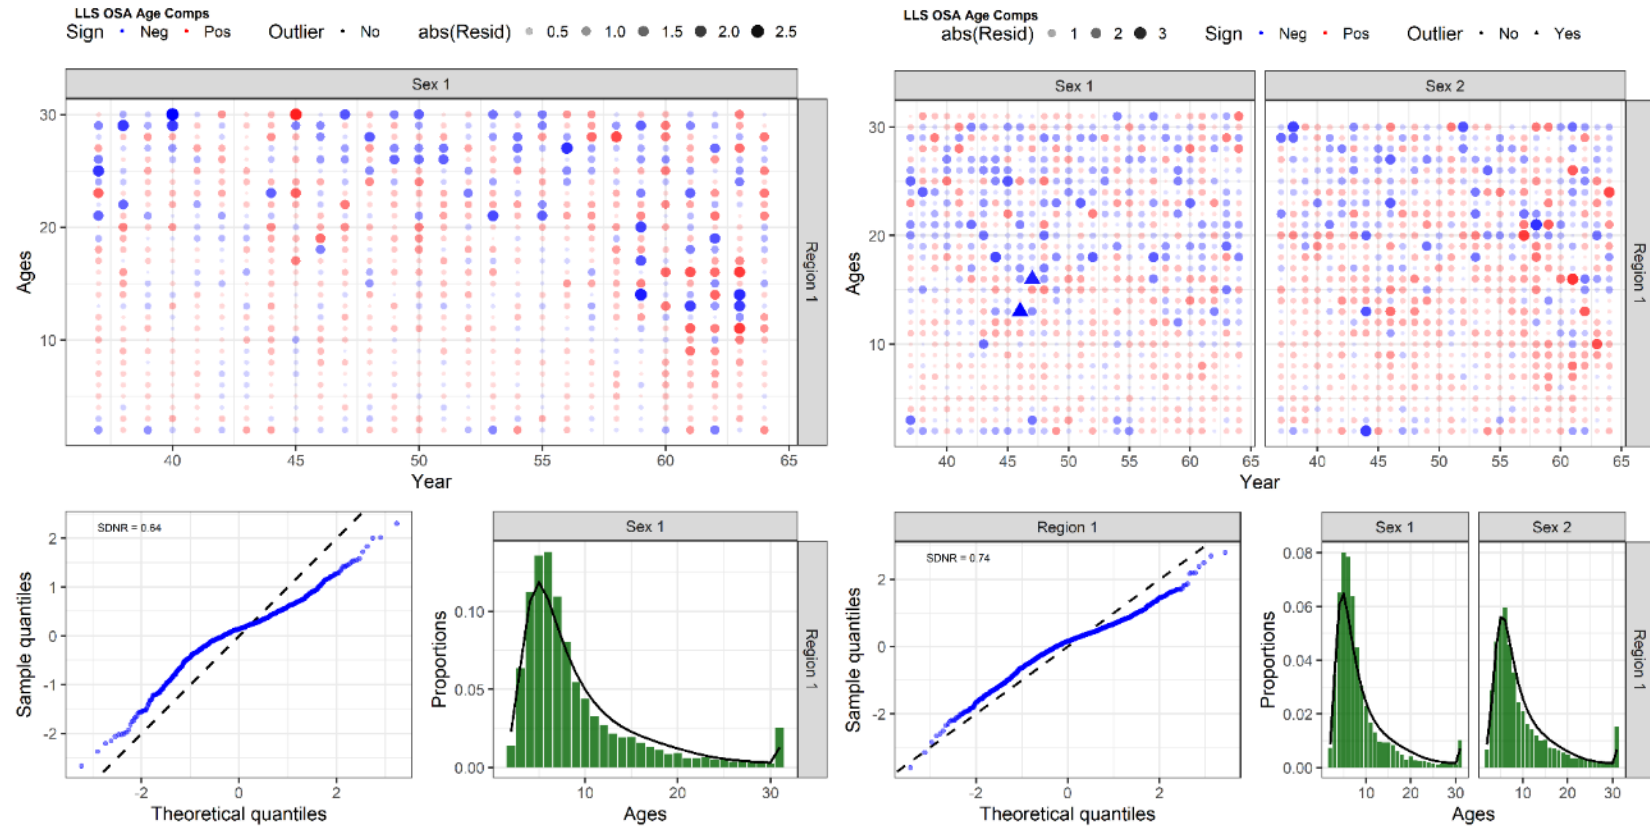 LLS OSA Age Comps
Sign Neg Pos Outlier No abs(Resid) 0.5 1.0 1.5 2.0 2.5
Sex 1
30
20
10
Ages
Region 1
40 45 50 55 60 65
Year
SDNR = 0.64
2
1
0
-1
-2
Sample quantiles
-2 0 2
Theoretical quantiles
Sex 1
0.10
0.05
0.00
Proportions
Region 1
10 20 30
Ages
LLS OSA Age Comps
abs(Resid) 1 2 3 Sign Neg Pos Outlier No Yes
Sex 1 Sex 2
30
20
10
Ages
Region 1
40 45 50 55 60 65 40 45 50 55 60 65
Year
Region 1
SDNR = 0.74
2
0
-2
Sample quantiles
-2 0 2
Theoretical quantiles
Sex 1 Sex 2
0.08
0.06
0.04
0.02
0.00
Proportions
Region 1
10 20 30 10 20 30
Ages